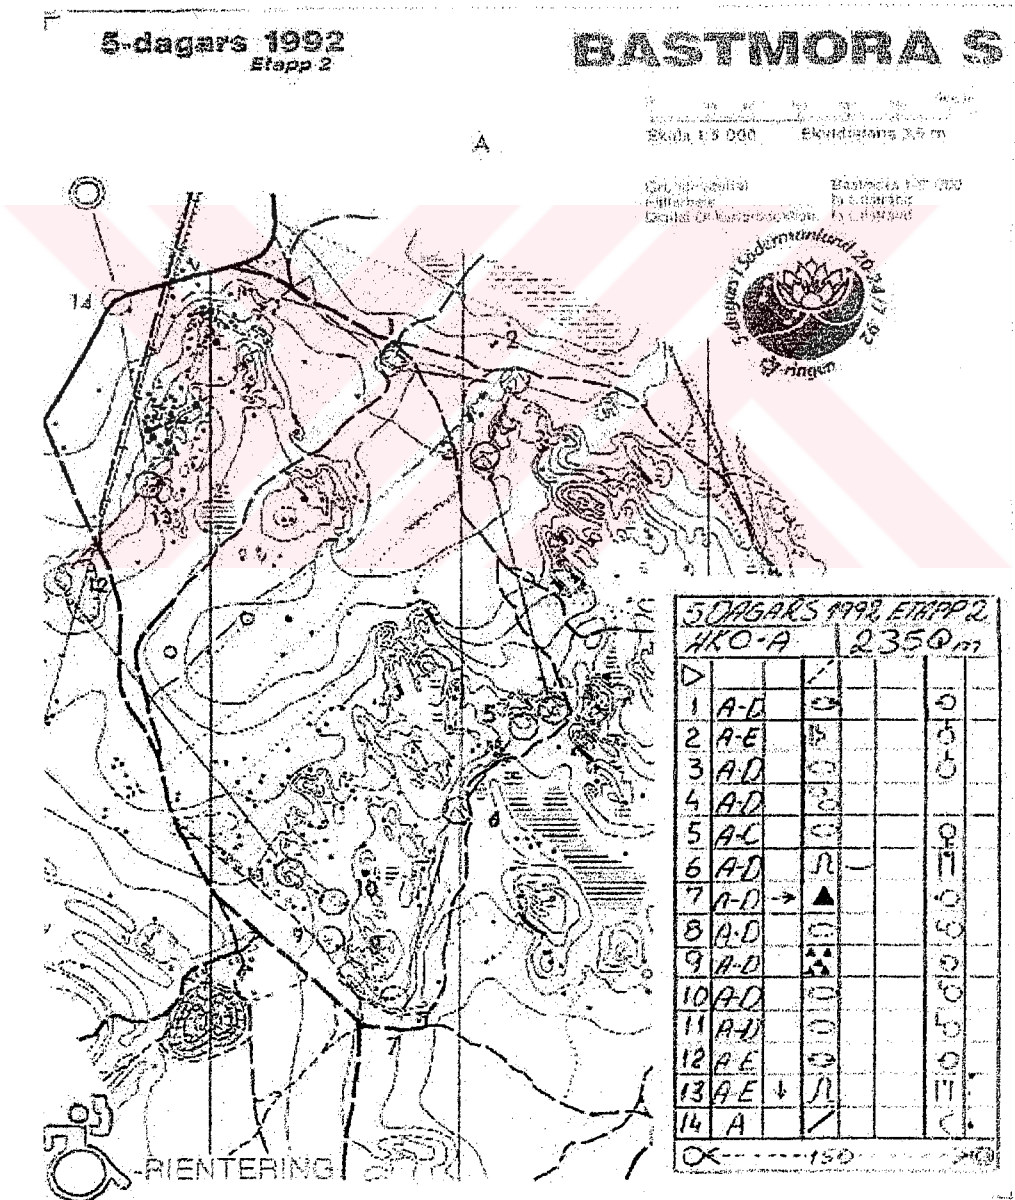 5-dagars 1992
Etapp 2
BASTMORA S
A
Skala 1:5 000 Ekvidistans 2,5 m
5-dagars i Södermanland 20-24/7 -92
O-ringen
14
1
2
13
5
6
10
9
7
-RIENTERING
5 DAGARS 1992 ETAPP 2
HKO-A 2350 m
1 A-D
2 A-E
3 A-D
4 A-D
5 A-C
6 A-D
7 A-D →
8 A-D
9 A-D
10 A-D
11 A-D
12 A-E
13 A-E ↓
14 A
150